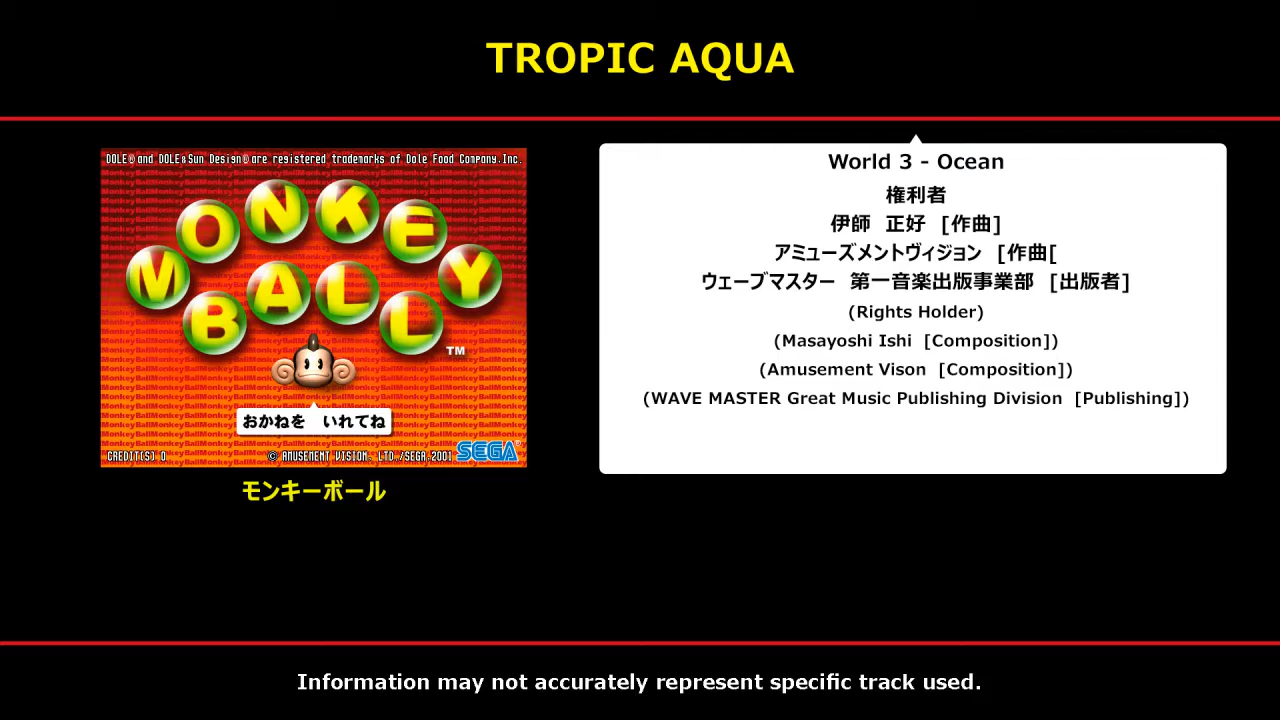 TROPIC AQUA
DOLE® and DOLE&Sun Design® are registered trademarks of Dole Food Company,Inc.
MONKEY
BALL
TM
おかねを　いれてね
CREDIT(S) 0
© AMUSEMENT VISION, LTD./SEGA,2001
SEGA
モンキーボール
World 3 - Ocean
権利者
伊師　正好　[作曲]
アミューズメントヴィジョン　[作曲[
ウェーブマスター　第一音楽出版事業部　[出版者]
(Rights Holder)
(Masayoshi Ishi  [Composition])
(Amusement Vison  [Composition])
(WAVE MASTER Great Music Publishing Division  [Publishing])
Information may not accurately represent specific track used.